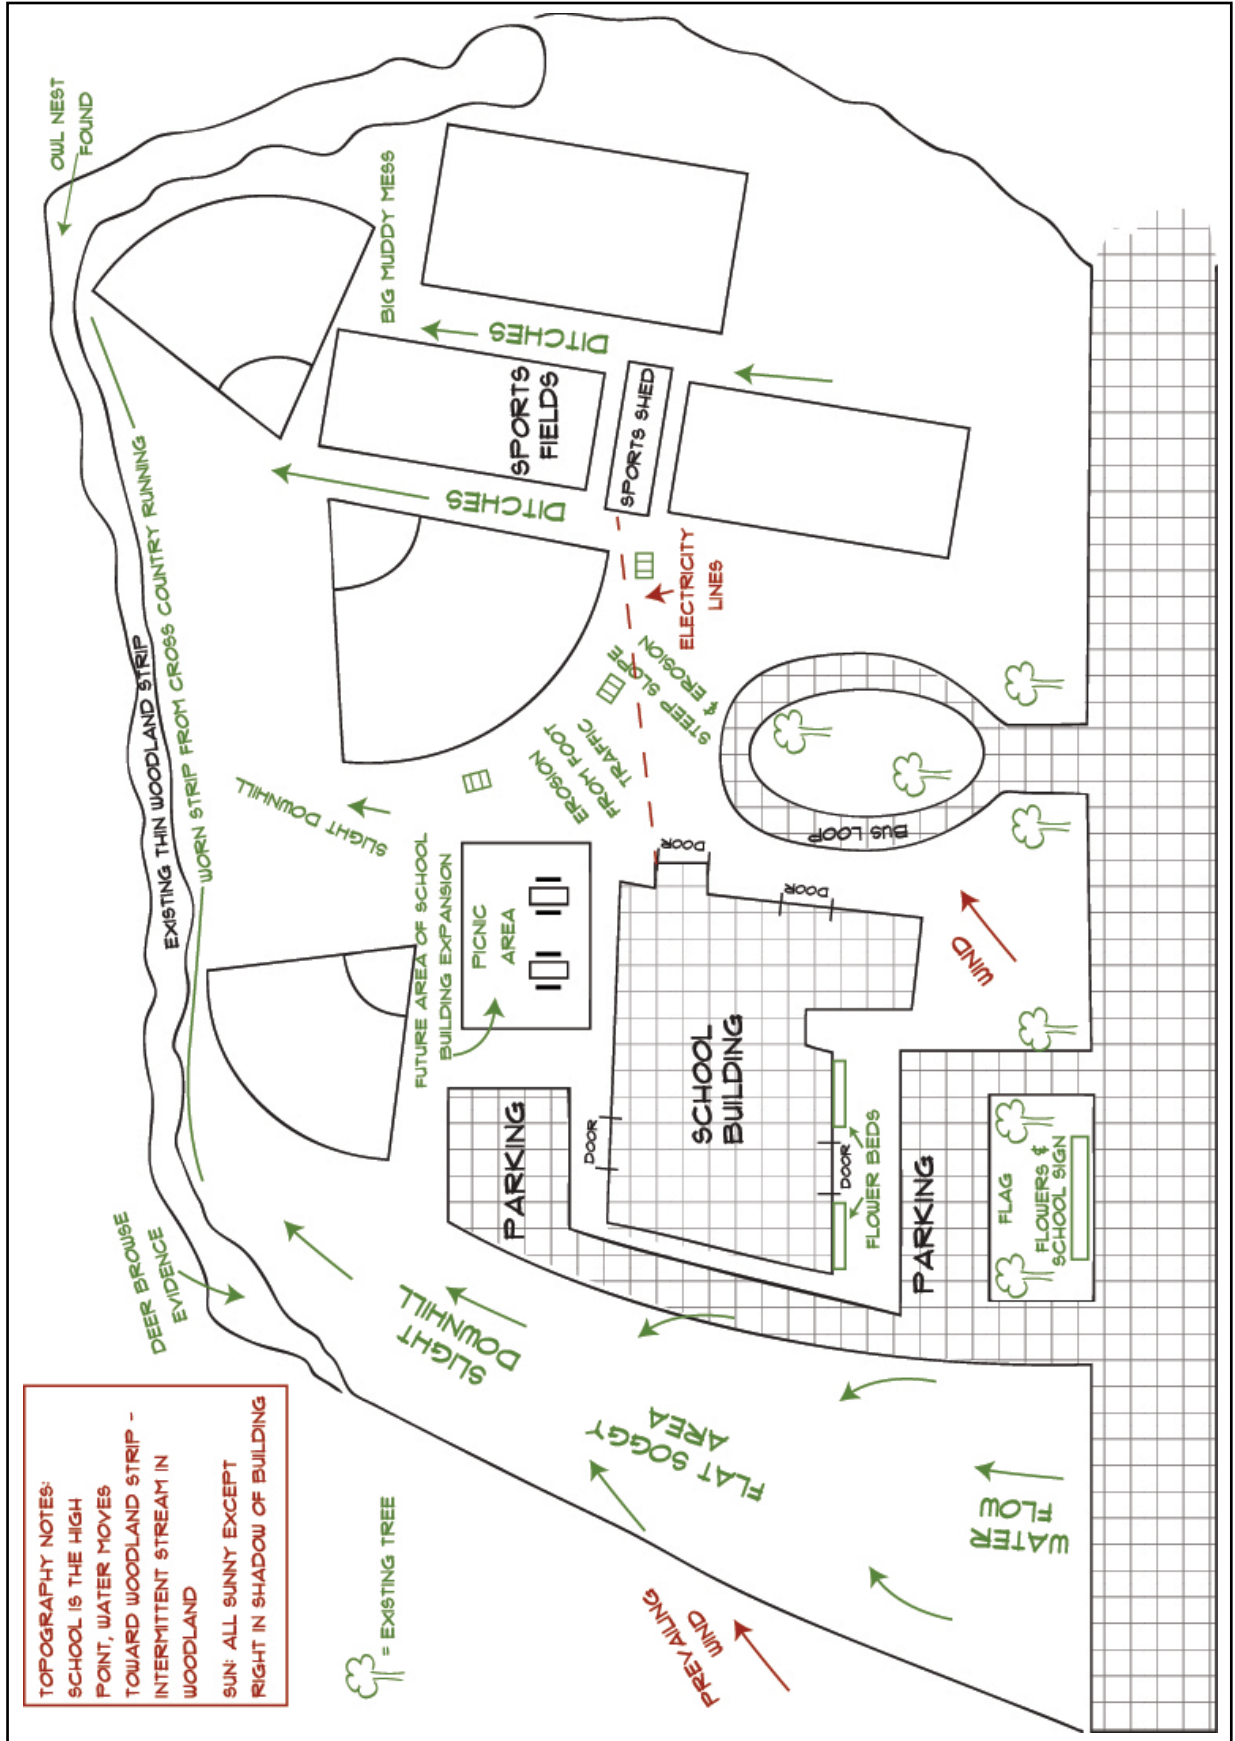 TOPOGRAPHY NOTES:
SCHOOL IS THE HIGH
POINT, WATER MOVES
TOWARD WOODLAND STRIP -
INTERMITTENT STREAM IN
WOODLAND
SUN: ALL SUNNY EXCEPT
RIGHT IN SHADOW OF BUILDING
= EXISTING TREE
DEER BROWSE
EVIDENCE
EXISTING THIN WOODLAND STRIP
WORN STRIP FROM CROSS COUNTRY RUNNING
OWL NEST
FOUND
BIG MUDDY MESS
DITCHES
DITCHES
SPORTS
FIELDS
SPORTS SHED
ELECTRICITY
LINES
STEEP SLOPE
& EROSION
EROSION
FROM FOOT
TRAFFIC
SLIGHT DOWNHILL
FUTURE AREA OF SCHOOL
BUILDING EXPANSION
PICNIC
AREA
PARKING
DOOR
SCHOOL
BUILDING
DOOR
DOOR
DOOR
BUS LOOP
FLOWER BEDS
PARKING
FLAG
FLOWERS &
SCHOOL SIGN
WIND
SLIGHT
DOWNHILL
FLAT SOGGY
AREA
WATER
FLOW
PREVAILING
WIND